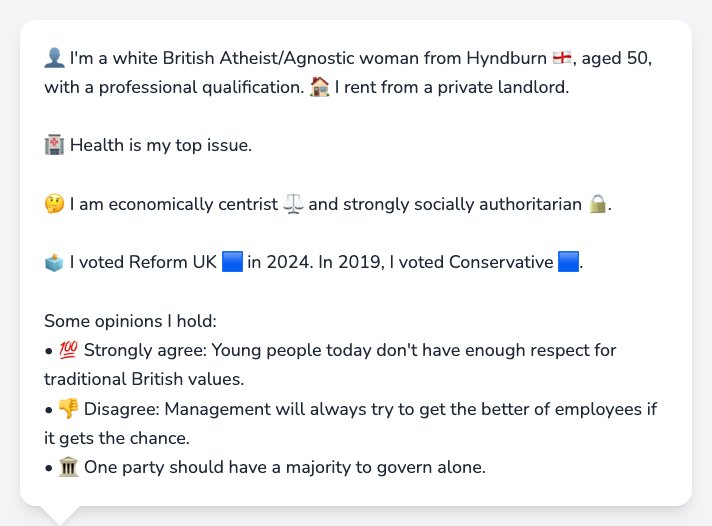 👤 I'm a white British Atheist/Agnostic woman from Hyndburn 🏴󠁧󠁢󠁥󠁮󠁧󠁿, aged 50,
with a professional qualification. 🏠 I rent from a private landlord.
🏥 Health is my top issue.
🤔 I am economically centrist ⚖️ and strongly socially authoritarian 🔒.
🗳️ I voted Reform UK 🟦 in 2024. In 2019, I voted Conservative 🟦.
Some opinions I hold:
• 💯 Strongly agree: Young people today don't have enough respect for
traditional British values.
• 👎 Disagree: Management will always try to get the better of employees if
it gets the chance.
• 🏛️ One party should have a majority to govern alone.